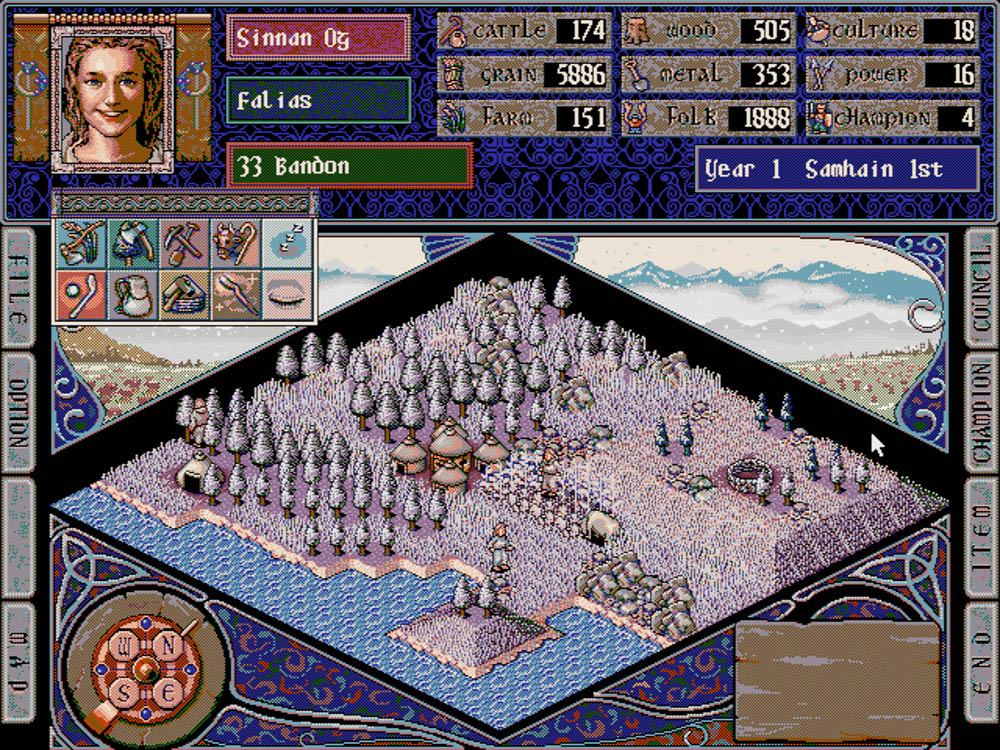 Sinnan Og
CATTLE 174
WOOD 505
CULTURE 18
Falias
GRAIN 5886
METAL 353
POWER 16
FARM 151
FOLK 1888
CHAMPION 4
33 Bandon
Year 1 Samhain 1st
z z z
FILE
OPTION
MAP
COUNCIL
CHAMPION
ITEM
END
W N
S E